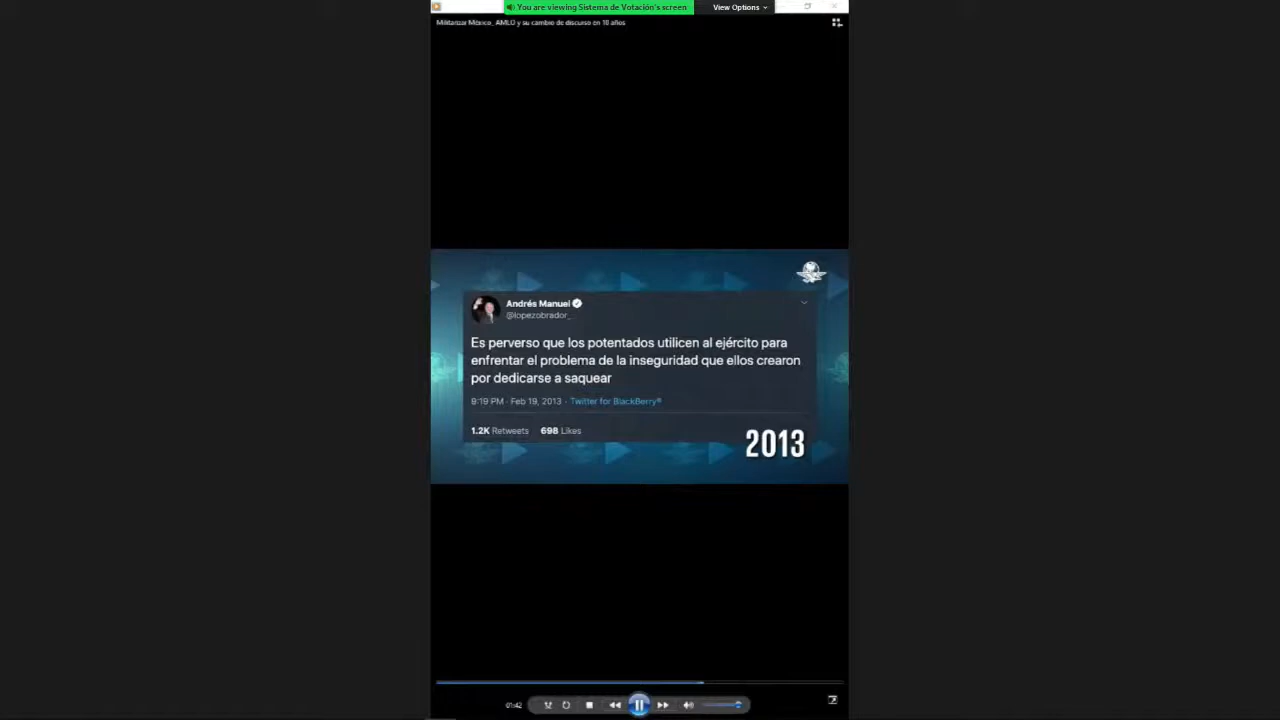 You are viewing Sistema de Votación's screen
View Options
Militarizar México_ AMLO y su cambio de discurso en 10 años
Andrés Manuel
@lopezobrador_
Es perverso que los potentados utilicen al ejército para
enfrentar el problema de la inseguridad que ellos crearon
por dedicarse a saquear
9:19 PM · Feb 19, 2013 · Twitter for BlackBerry®
1.2K Retweets 698 Likes
2013
01:42